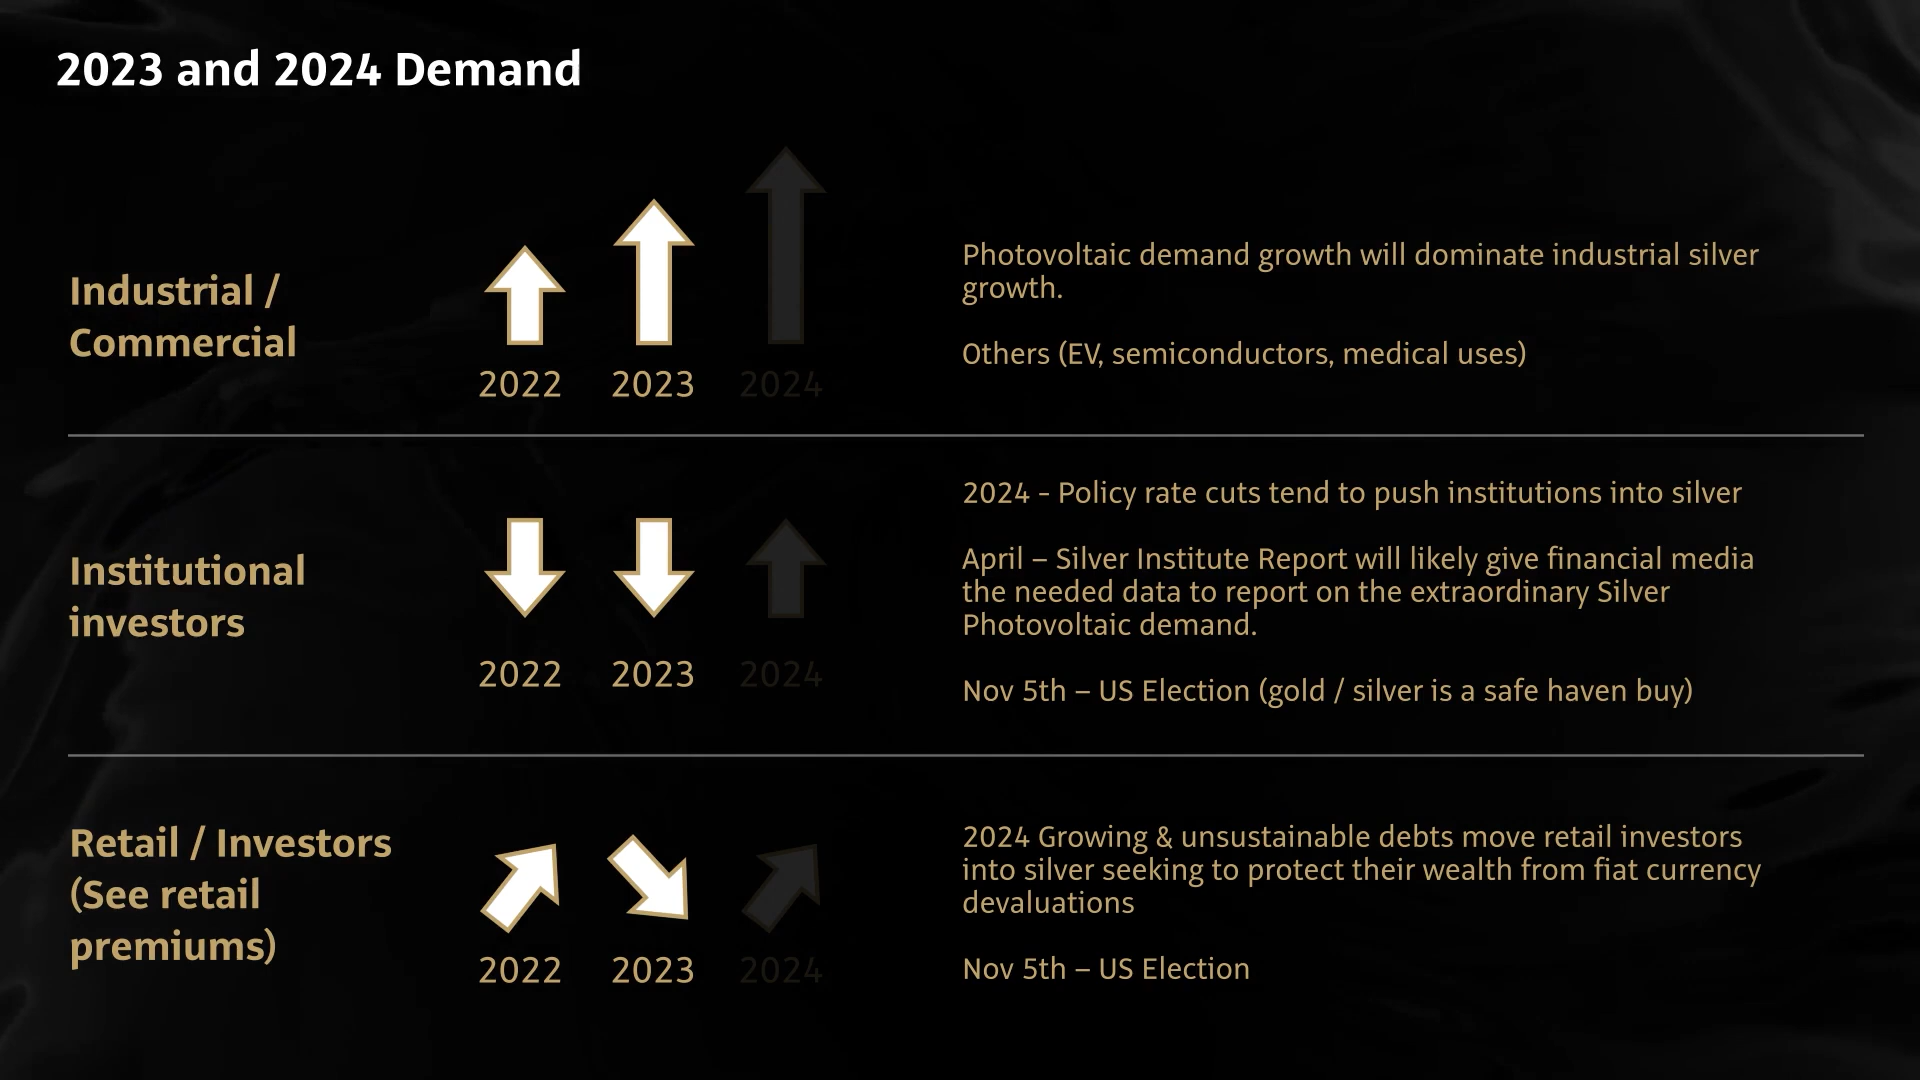 2023 and 2024 Demand
Industrial /
Commercial
2022
2023
2024
Photovoltaic demand growth will dominate industrial silver
growth.
Others (EV, semiconductors, medical uses)
Institutional
investors
2022
2023
2024
2024 - Policy rate cuts tend to push institutions into silver
April – Silver Institute Report will likely give financial media
the needed data to report on the extraordinary Silver
Photovoltaic demand.
Nov 5th – US Election (gold / silver is a safe haven buy)
Retail / Investors
(See retail
premiums)
2022
2023
2024
2024 Growing & unsustainable debts move retail investors
into silver seeking to protect their wealth from fiat currency
devaluations
Nov 5th – US Election